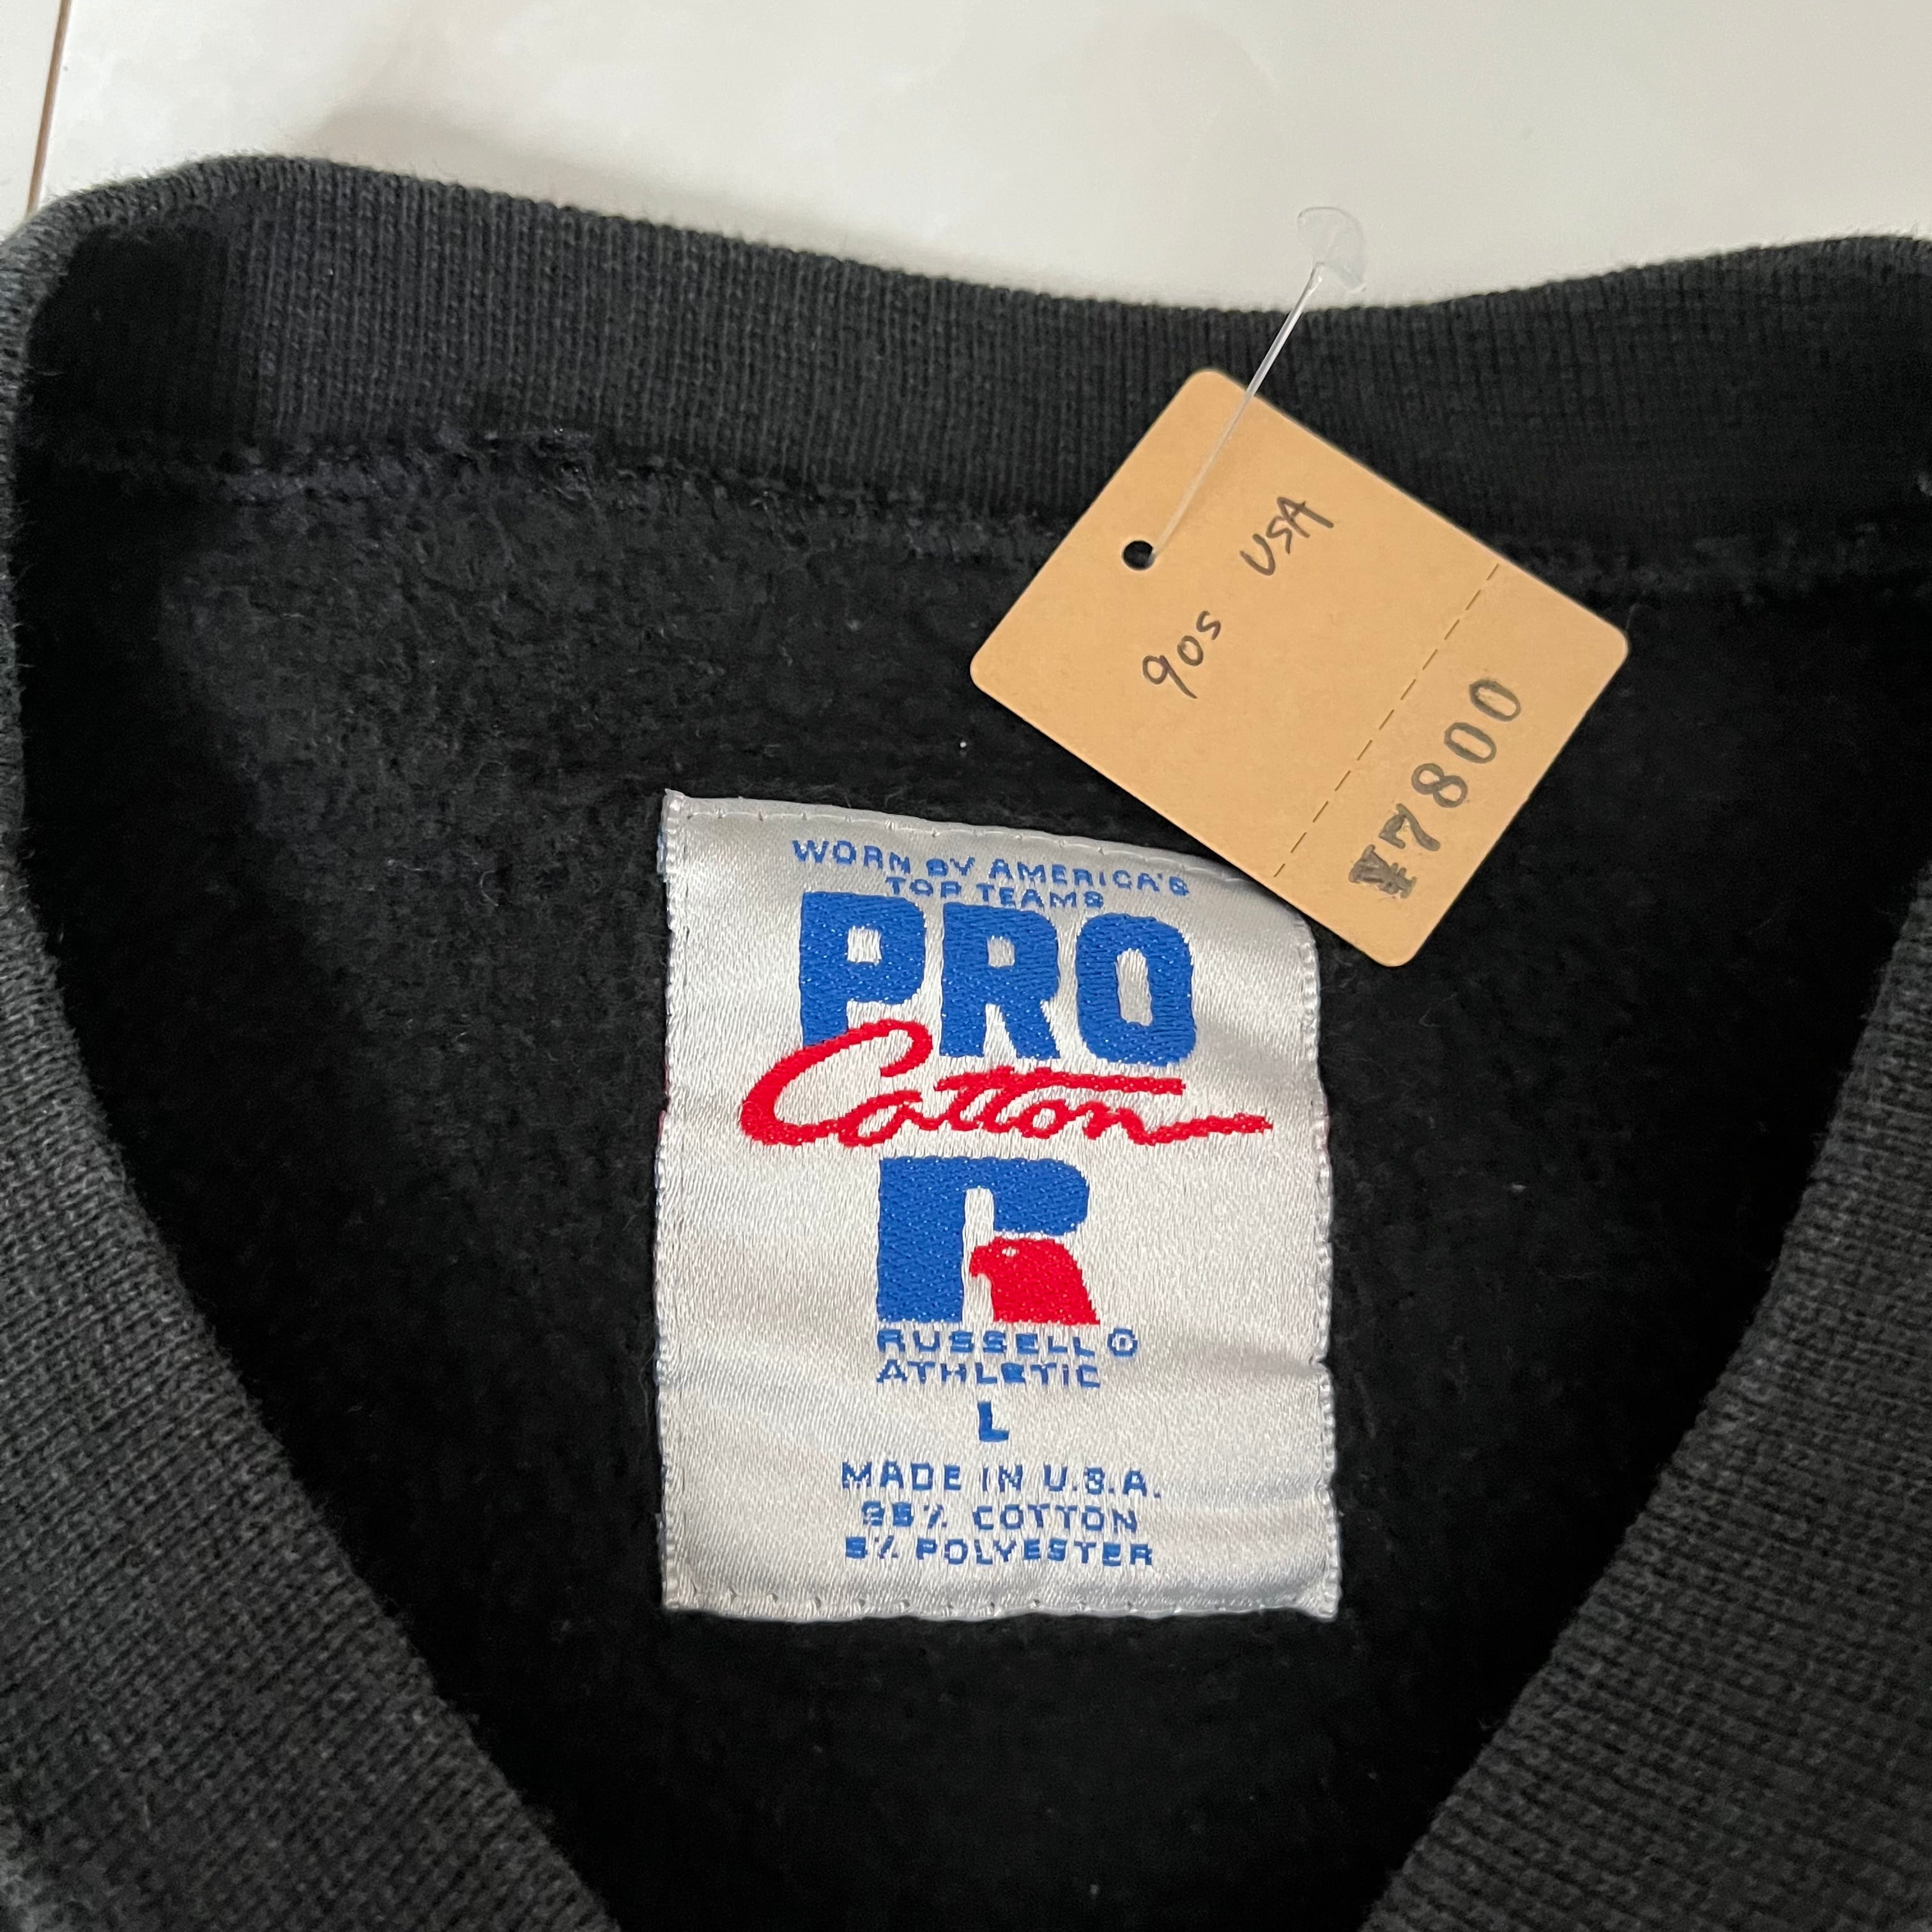 90s USA
¥7800
WORN BY AMERICA'S
TOP TEAMS
PRO
Cotton
RUSSELL ®
ATHLETIC
L
MADE IN U.S.A.
95% COTTON
5% POLYESTER